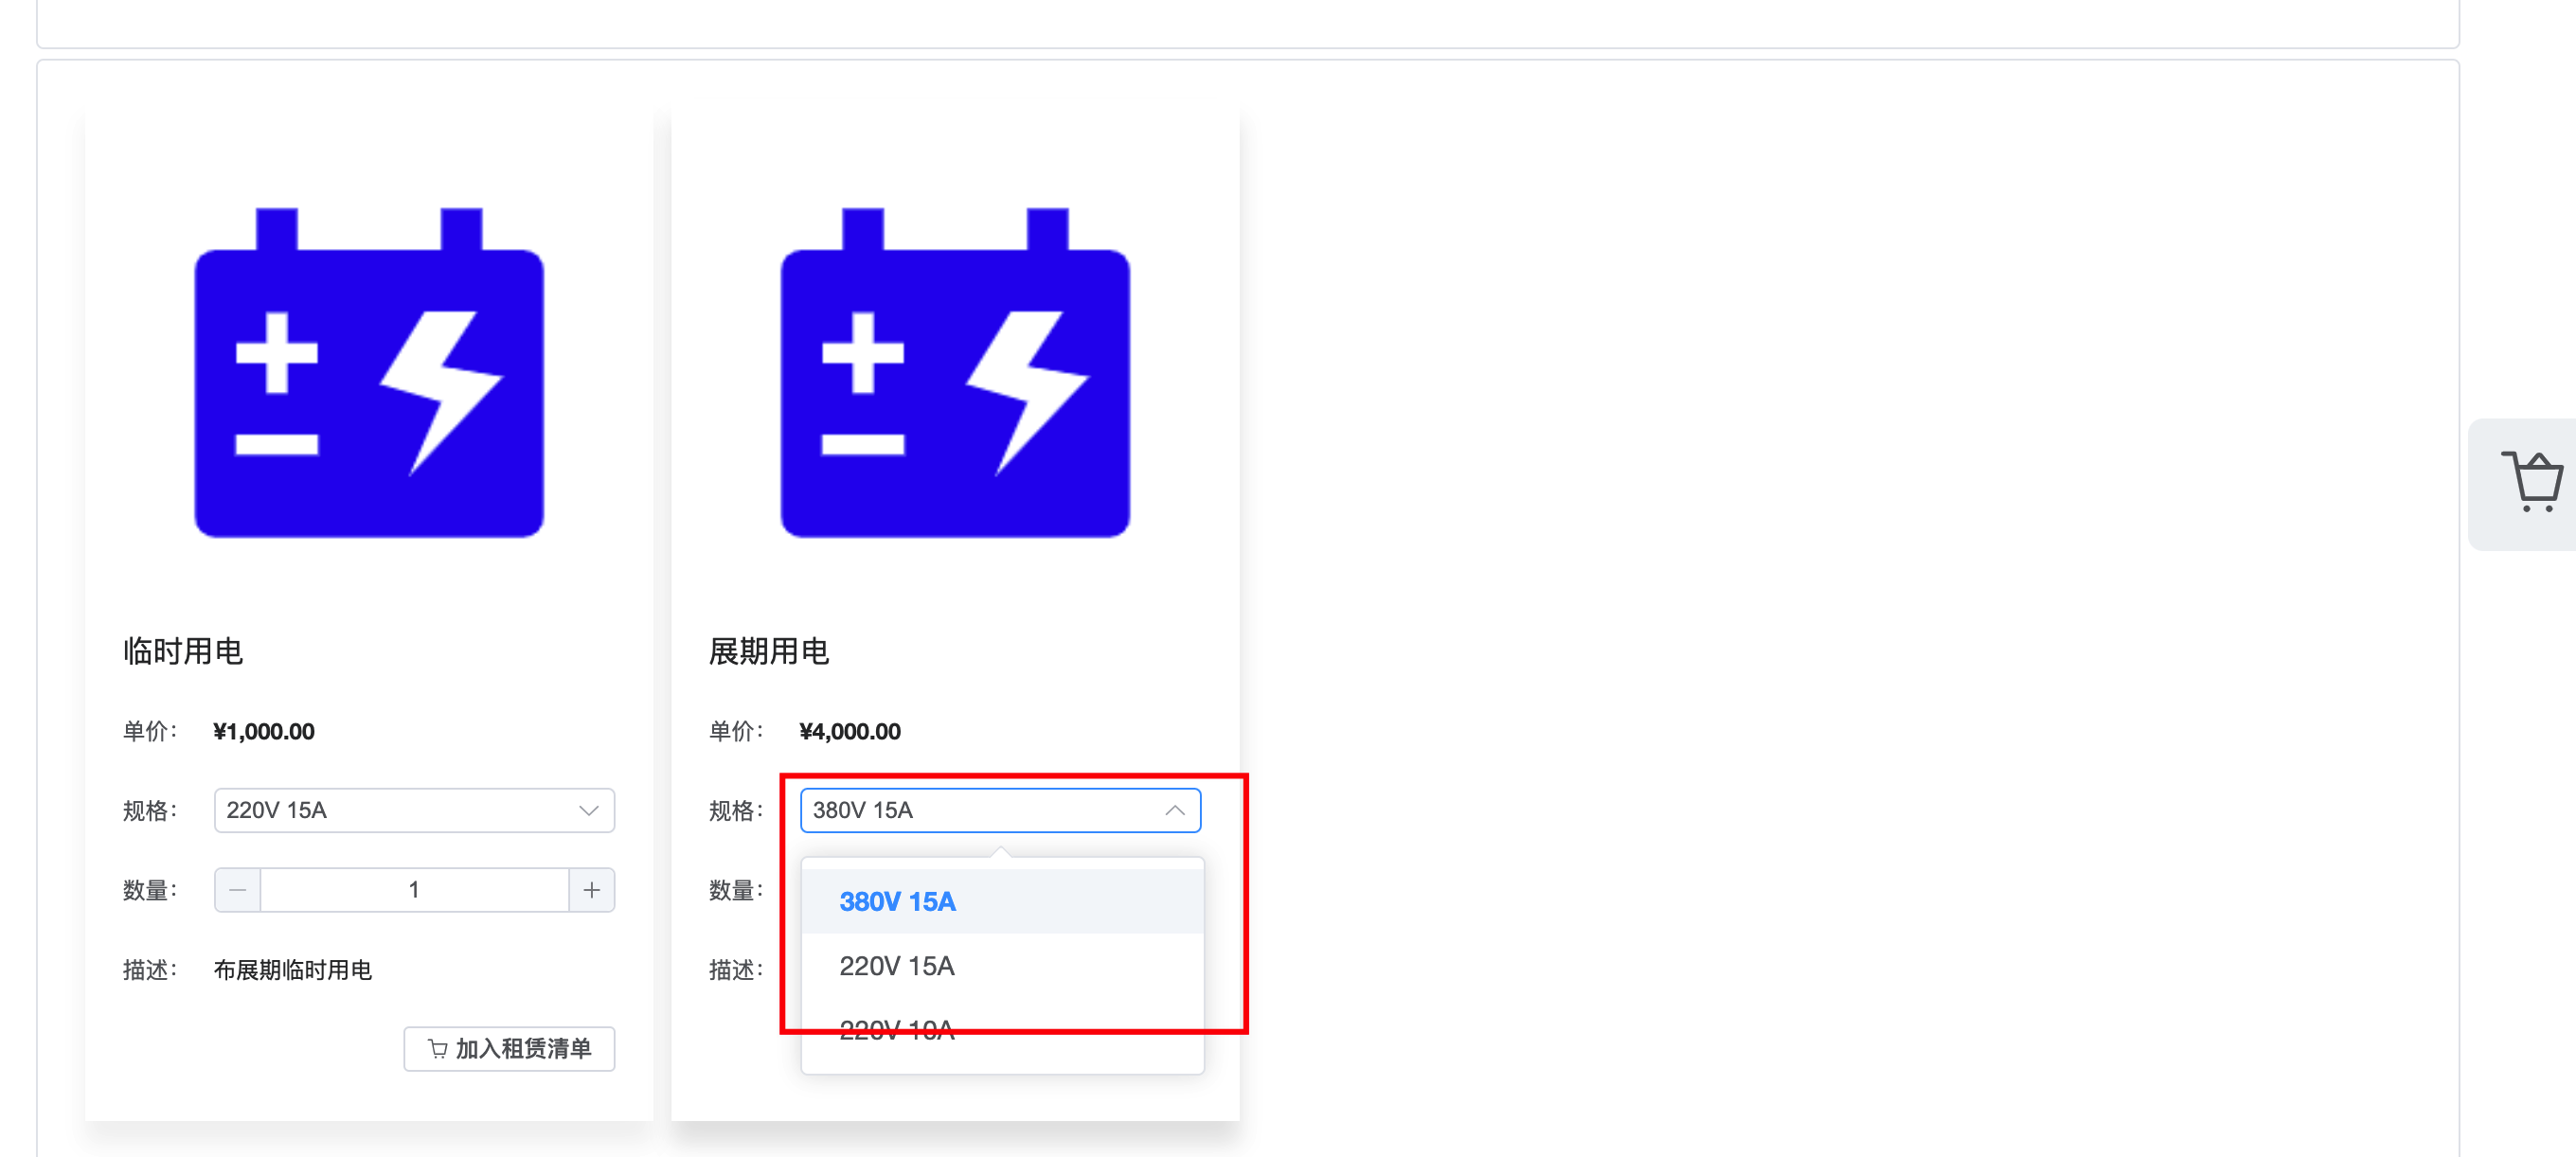 临时用电
单价： ¥1,000.00
规格： 220V 15A
数量： 1
描述： 布展期临时用电
加入租赁清单
展期用电
单价： ¥4,000.00
规格： 380V 15A
数量：
描述：
380V 15A
220V 15A
220V 10A